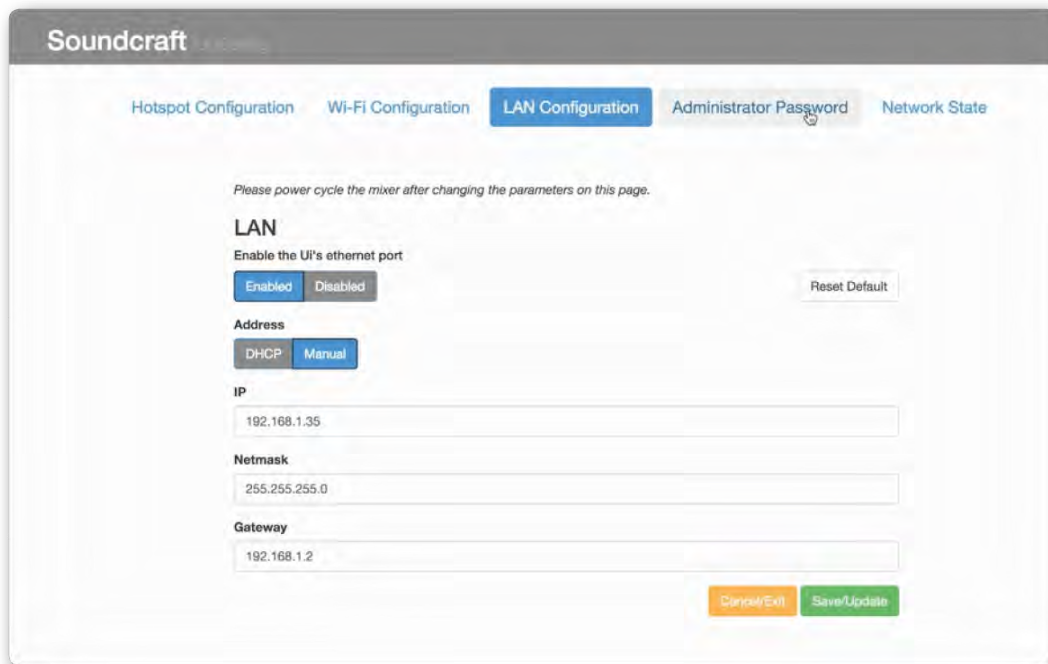 Soundcraft
Hotspot Configuration Wi-Fi Configuration LAN Configuration Administrator Password Network State
Please power cycle the mixer after changing the parameters on this page.
LAN
Enable the Ui's ethernet port
Enabled Disabled Reset Default
Address
DHCP Manual
IP
192.168.1.35
Netmask
255.255.255.0
Gateway
192.168.1.2
Cancel/Exit Save/Update